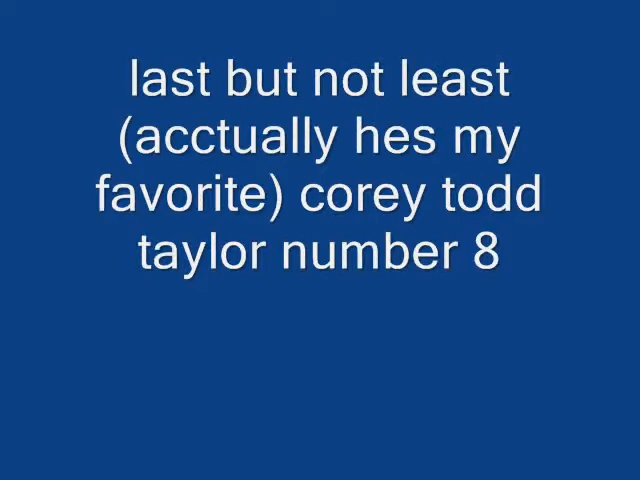 last but not least
(acctually hes my
favorite) corey todd
taylor number 8